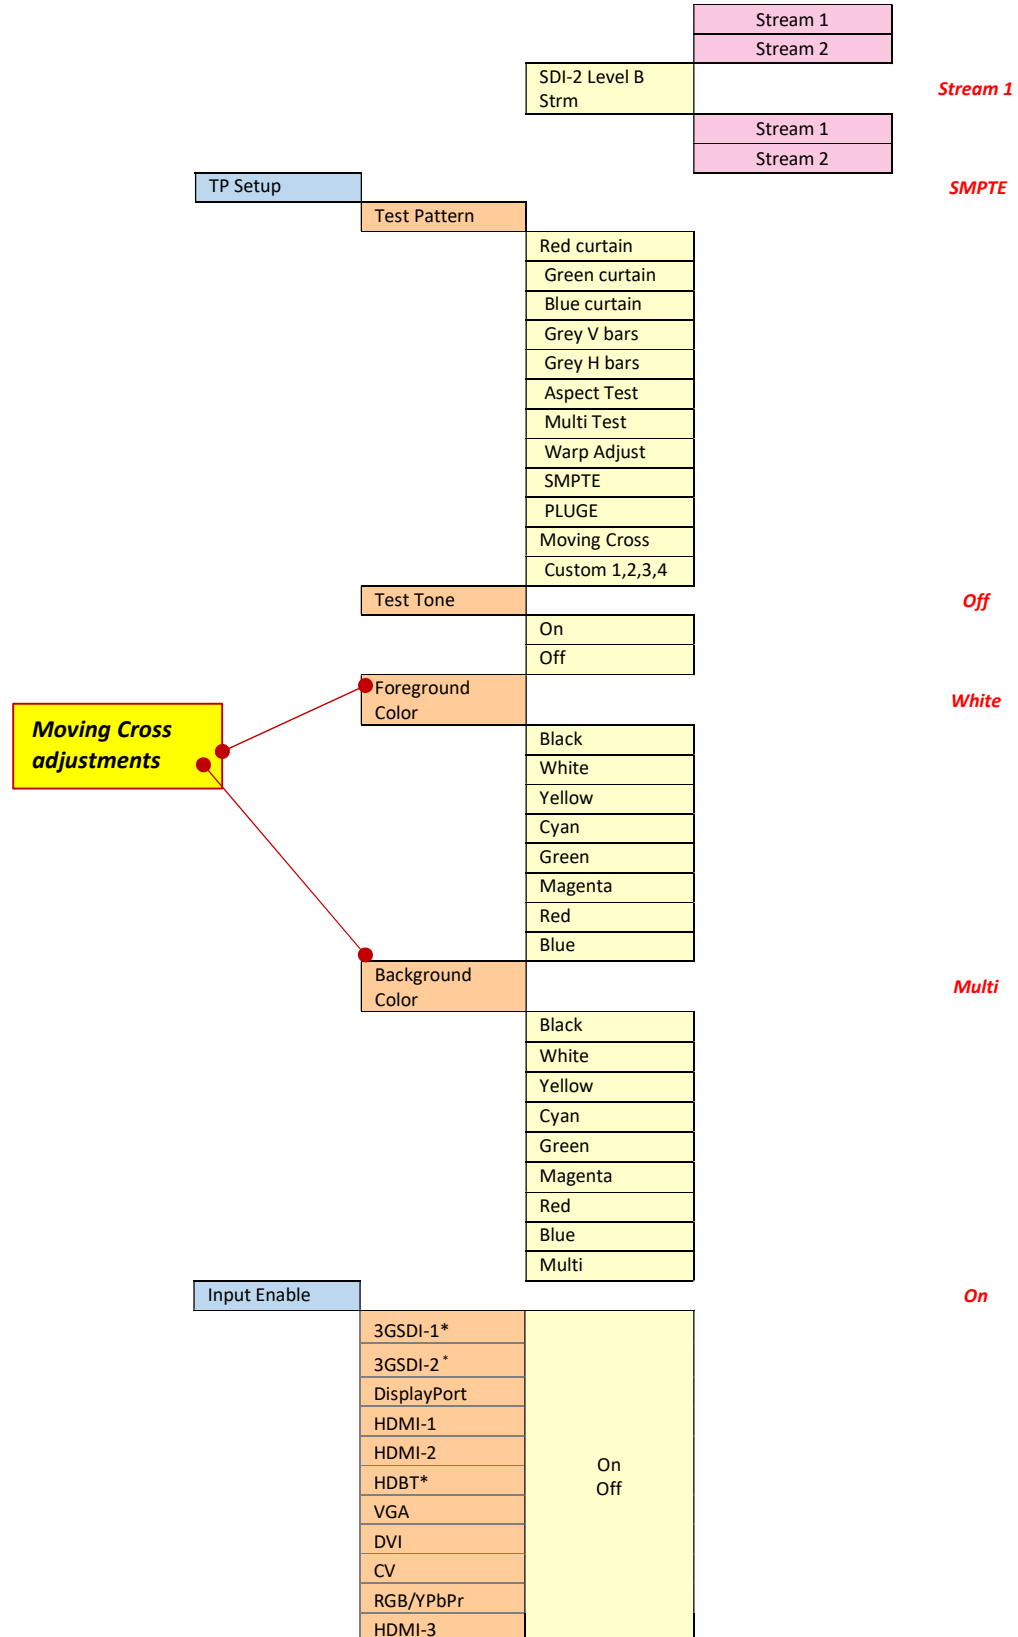 Stream 1
Stream 2
SDI-2 Level B
Strm
Stream 1
Stream 1
Stream 2
TP Setup
SMPTE
Test Pattern
Red curtain
Green curtain
Blue curtain
Grey V bars
Grey H bars
Aspect Test
Multi Test
Warp Adjust
SMPTE
PLUGE
Moving Cross
Custom 1,2,3,4
Test Tone
Off
On
Off
Foreground
Color
White
Moving Cross
adjustments
Black
White
Yellow
Cyan
Green
Magenta
Red
Blue
Background
Color
Multi
Black
White
Yellow
Cyan
Green
Magenta
Red
Blue
Multi
Input Enable
On
3GSDI-1*
3GSDI-2*
DisplayPort
HDMI-1
HDMI-2
HDBT*
VGA
DVI
CV
RGB/YPbPr
HDMI-3
On
Off